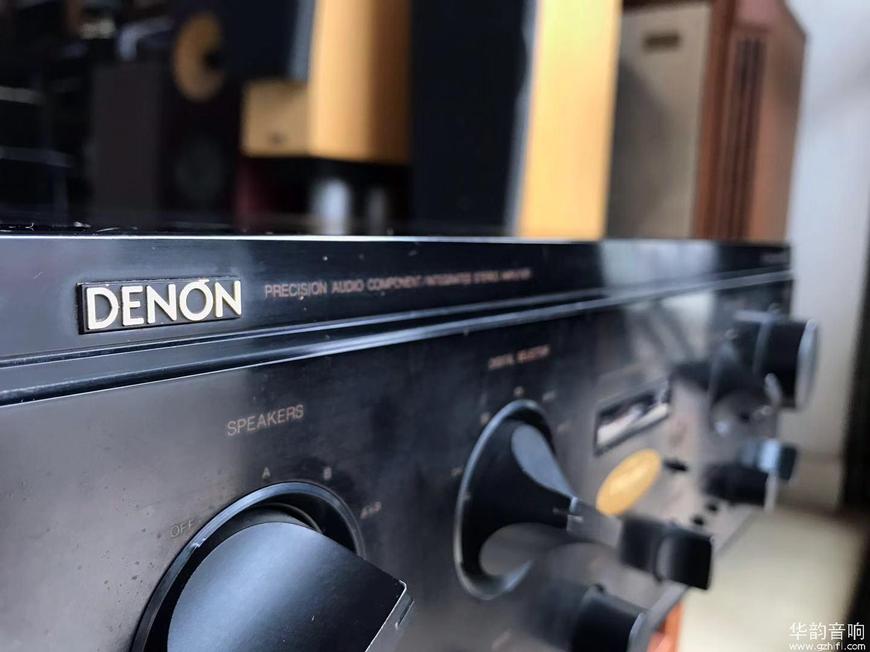 DENON
PRECISION AUDIO COMPONENT/INTEGRATED STEREO AMPLIFIER
DIGITAL SELECTOR
SPEAKERS
A
B
OFF
A+B
华韵音响
www.gzhifi.com